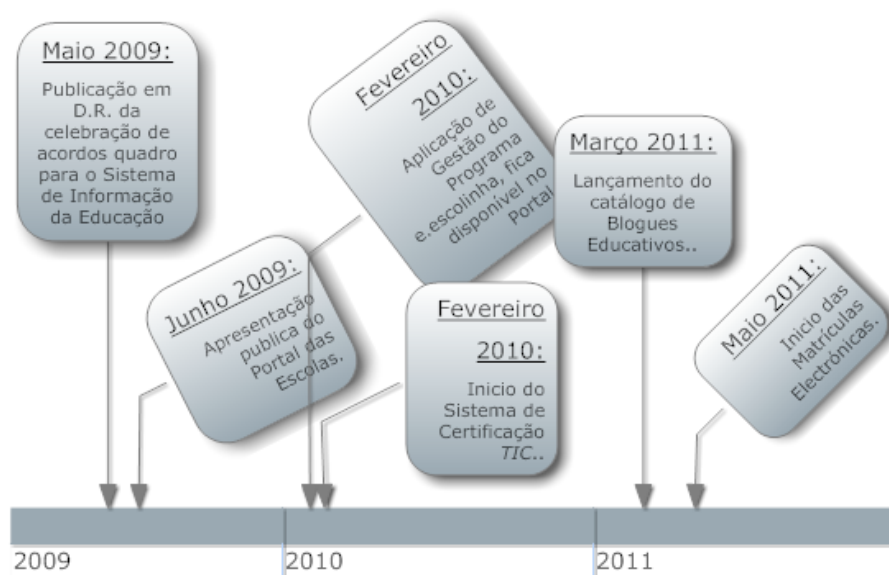 Maio 2009:
Publicação em
D.R. da
celebração de
acordos quadro
para o Sistema
de Informação
da Educação
Junho 2009:
Apresentação
publica do
Portal das
Escolas.
Fevereiro
2010:
Aplicação de
Gestão do
Programa
e.escolinha, fica
disponível no
Portal
Fevereiro
2010:
Inicio do
Sistema de
Certificação
TIC..
Março 2011:
Lançamento do
catálogo de
Blogues
Educativos..
Maio 2011:
Inicio das
Matrículas
Electrónicas.
2009
2010
2011